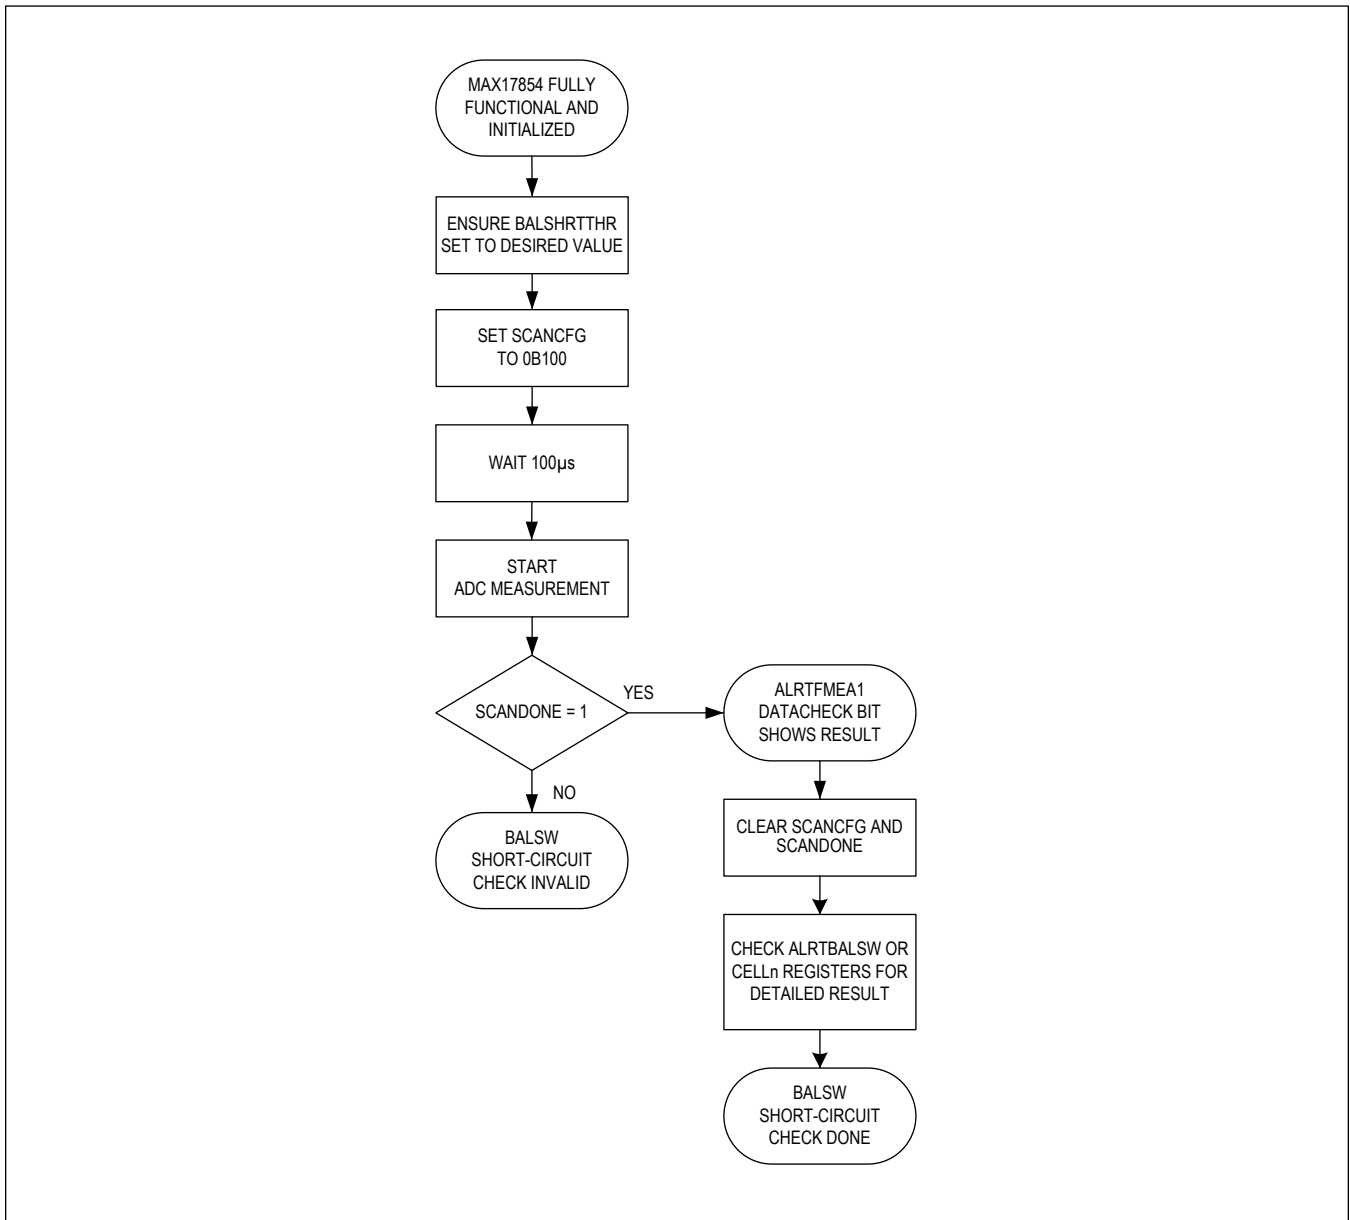 MAX17854 FULLY
FUNCTIONAL AND
INITIALIZED
ENSURE BALSHRTTHR
SET TO DESIRED VALUE
SET SCANCFG
TO 0B100
WAIT 100µs
START
ADC MEASUREMENT
SCANDONE = 1
YES
ALRTFMEA1
DATACHECK BIT
SHOWS RESULT
NO
BALSW
SHORT-CIRCUIT
CHECK INVALID
CLEAR SCANCFG AND
SCANDONE
CHECK ALRTBALSW OR
CELLn REGISTERS FOR
DETAILED RESULT
BALSW
SHORT-CIRCUIT
CHECK DONE